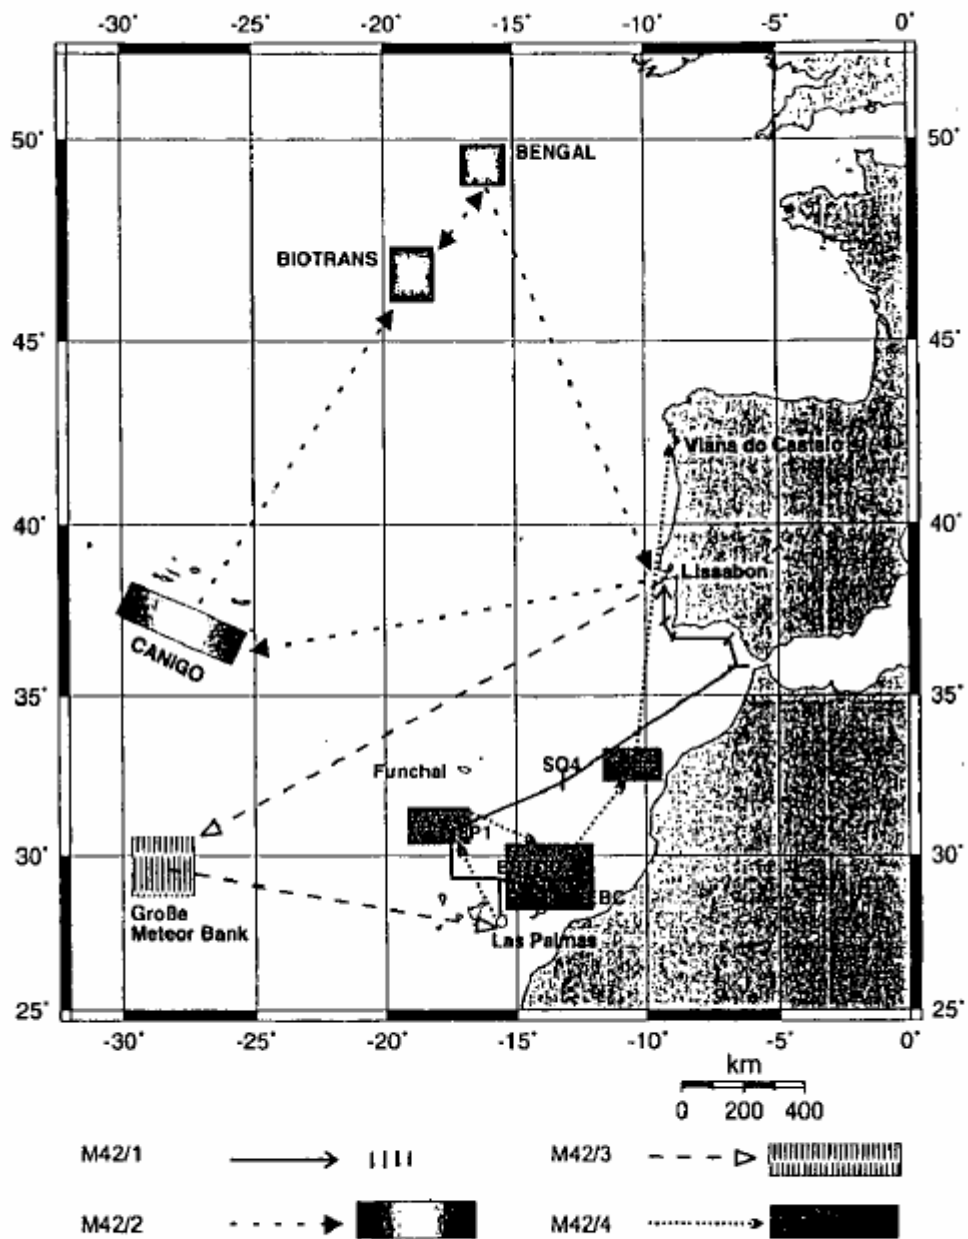 -30° -25° -20° -15° -10° -5° 0°
50° 50°
BENGAL
BIOTRANS
45° 45°
Viana do Castelo
40° 40°
Lissabon
CANIGO
35° 35°
Funchal
SO4
P1
30° 30°
BC
Große
Meteor Bank
Las Palmas
25° 25°
-30° -25° -20° -15° -10° -5° 0°
km
0 200 400
M42/1 M42/3
M42/2 M42/4